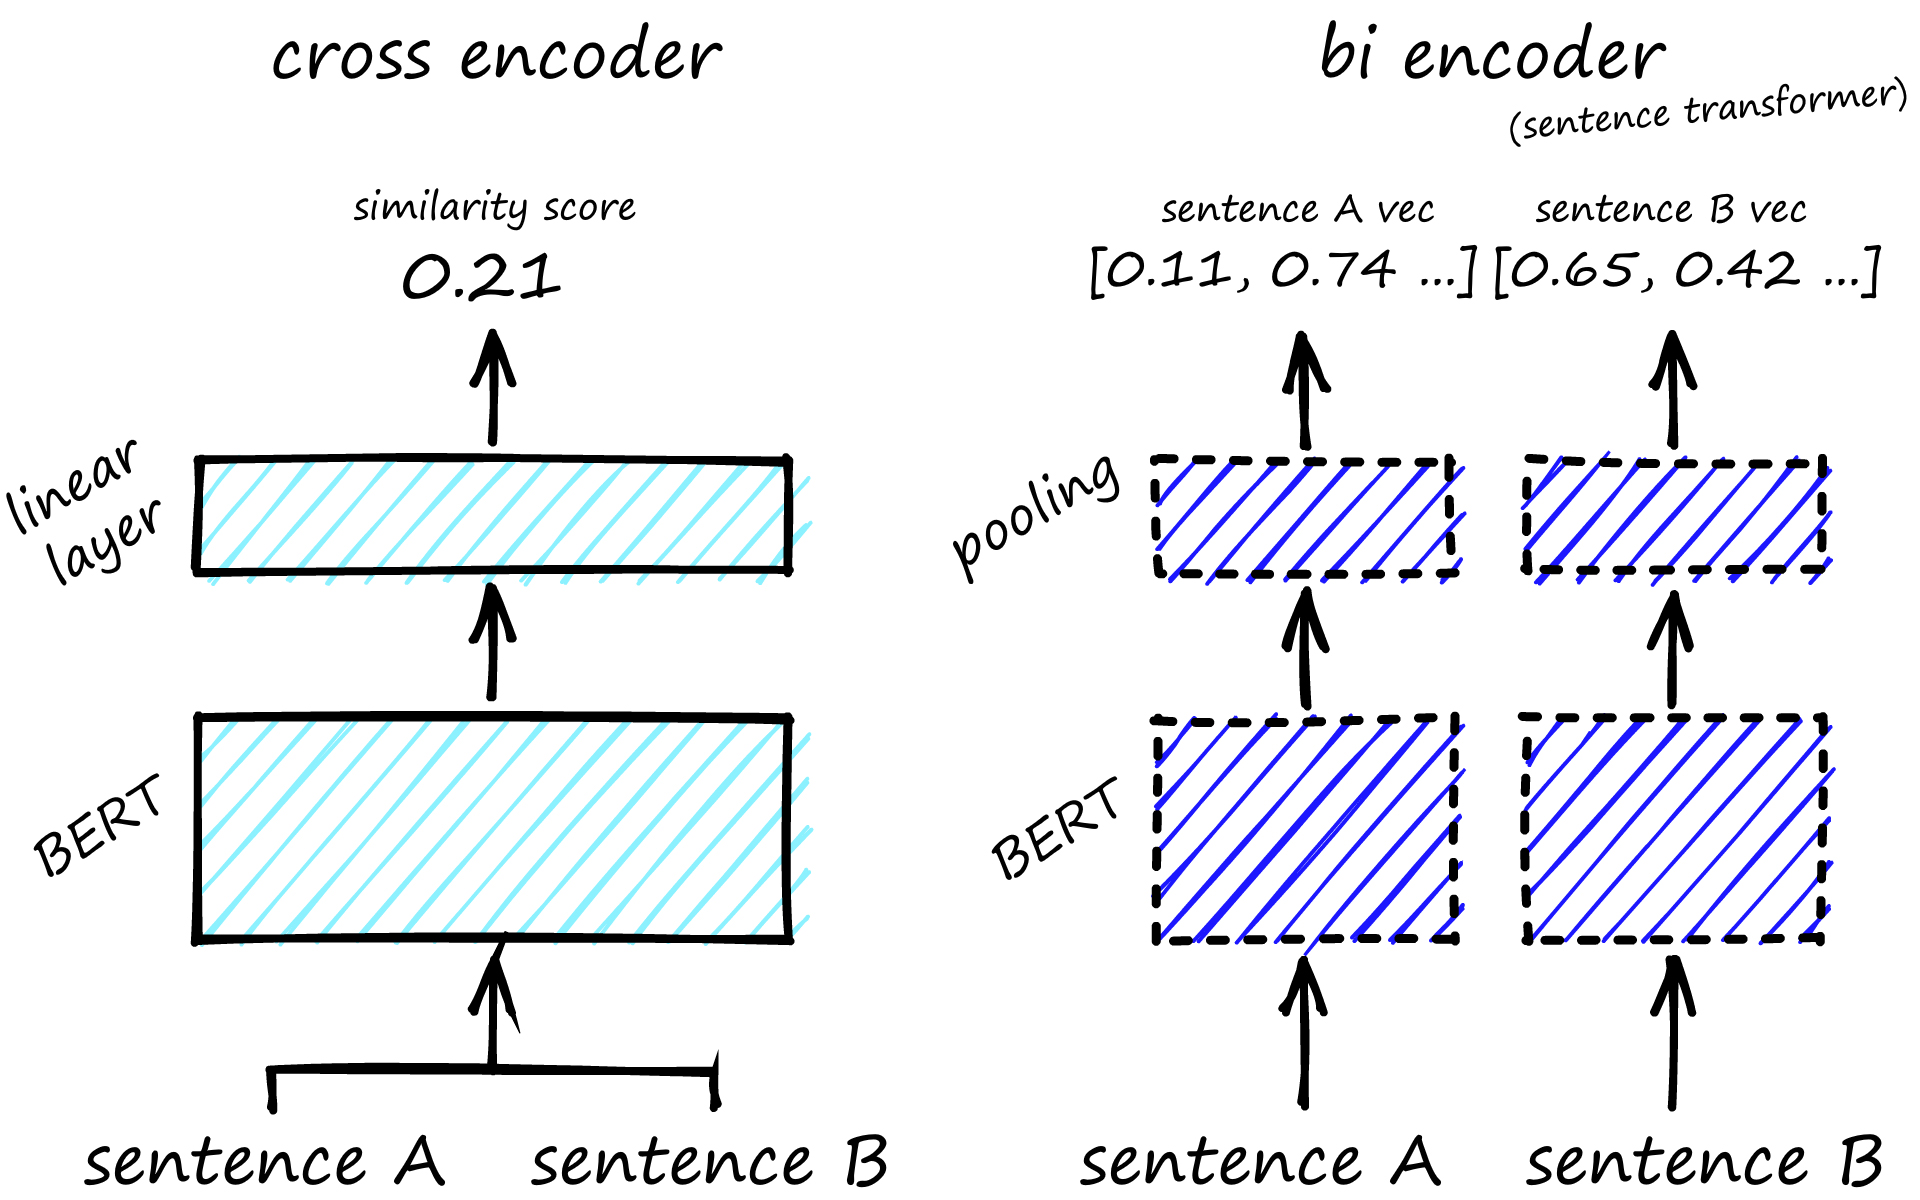 cross encoder
similarity score
0.21
linear
layer
BERT
sentence A
sentence B
bi encoder
(sentence transformer)
sentence A vec
sentence B vec
[0.11, 0.74 ...]
[0.65, 0.42 ...]
pooling
BERT
sentence A
sentence B